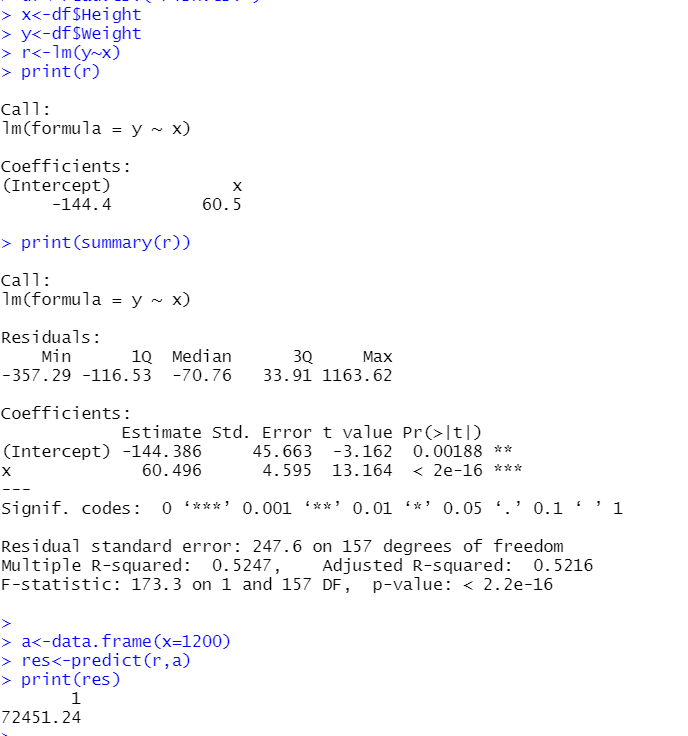 > x<-df$Height
> y<-df$Weight
> r<-lm(y~x)
> print(r)
Call:
lm(formula = y ~ x)
Coefficients:
(Intercept)            x
     -144.4         60.5
> print(summary(r))
Call:
lm(formula = y ~ x)
Residuals:
    Min      1Q  Median      3Q     Max
-357.29 -116.53  -70.76   33.91 1163.62
Coefficients:
            Estimate Std. Error t value Pr(>|t|)
(Intercept) -144.386     45.663  -3.162  0.00188 **
x             60.496      4.595  13.164  < 2e-16 ***
---
Signif. codes:  0 ‘***’ 0.001 ‘**’ 0.01 ‘*’ 0.05 ‘.’ 0.1 ‘ ’ 1
Residual standard error: 247.6 on 157 degrees of freedom
Multiple R-squared:  0.5247,    Adjusted R-squared:  0.5216
F-statistic: 173.3 on 1 and 157 DF,  p-value: < 2.2e-16
>
> a<-data.frame(x=1200)
> res<-predict(r,a)
> print(res)
       1
72451.24